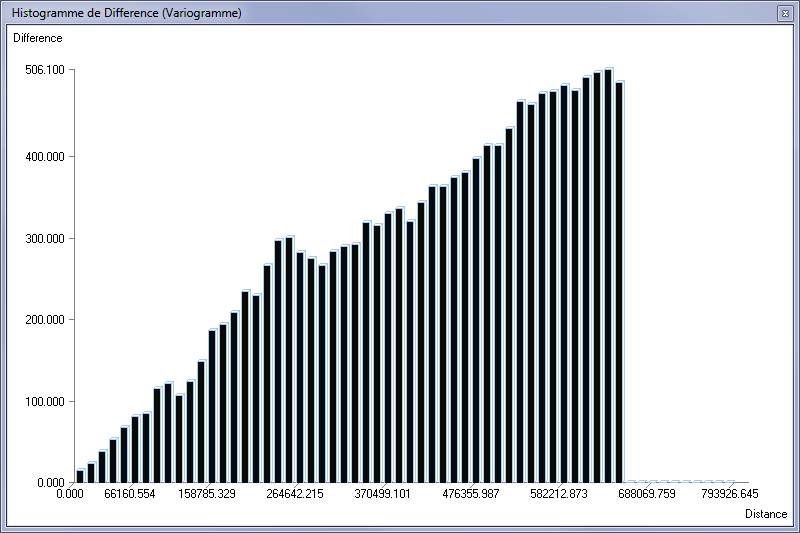 Histogramme de Difference (Variogramme)
Difference
506.100
400.000
300.000
200.000
100.000
0.000
0.000 66160.554 158785.329 264642.215 370499.101 476355.987 582212.873 688069.759 793926.645
Distance